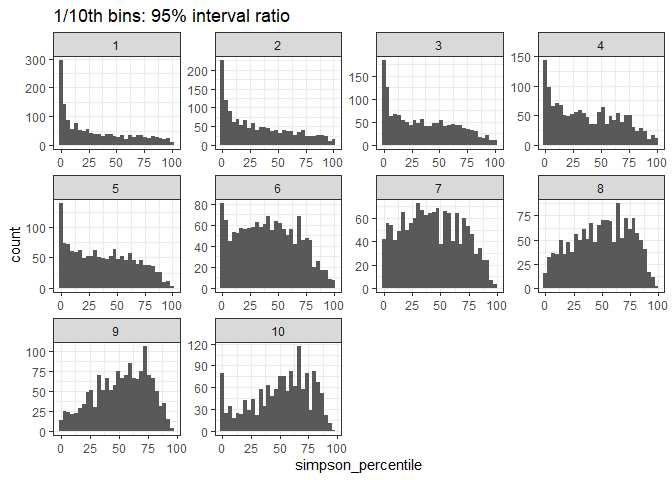 1/10th bins: 95% interval ratio
1 2 3 4
300 200 100 0
200 150 100 50 0
150 100 50 0
150 100 50 0
0 25 50 75 100 0 25 50 75 100 0 25 50 75 100 0 25 50 75 100
5 6 7 8
100 50 0
80 60 40 20 0
60 40 20 0
75 50 25 0
0 25 50 75 100 0 25 50 75 100 0 25 50 75 100 0 25 50 75 100
count
9 10
100 75 50 25 0
120 90 60 30 0
0 25 50 75 100 0 25 50 75 100
simpson_percentile